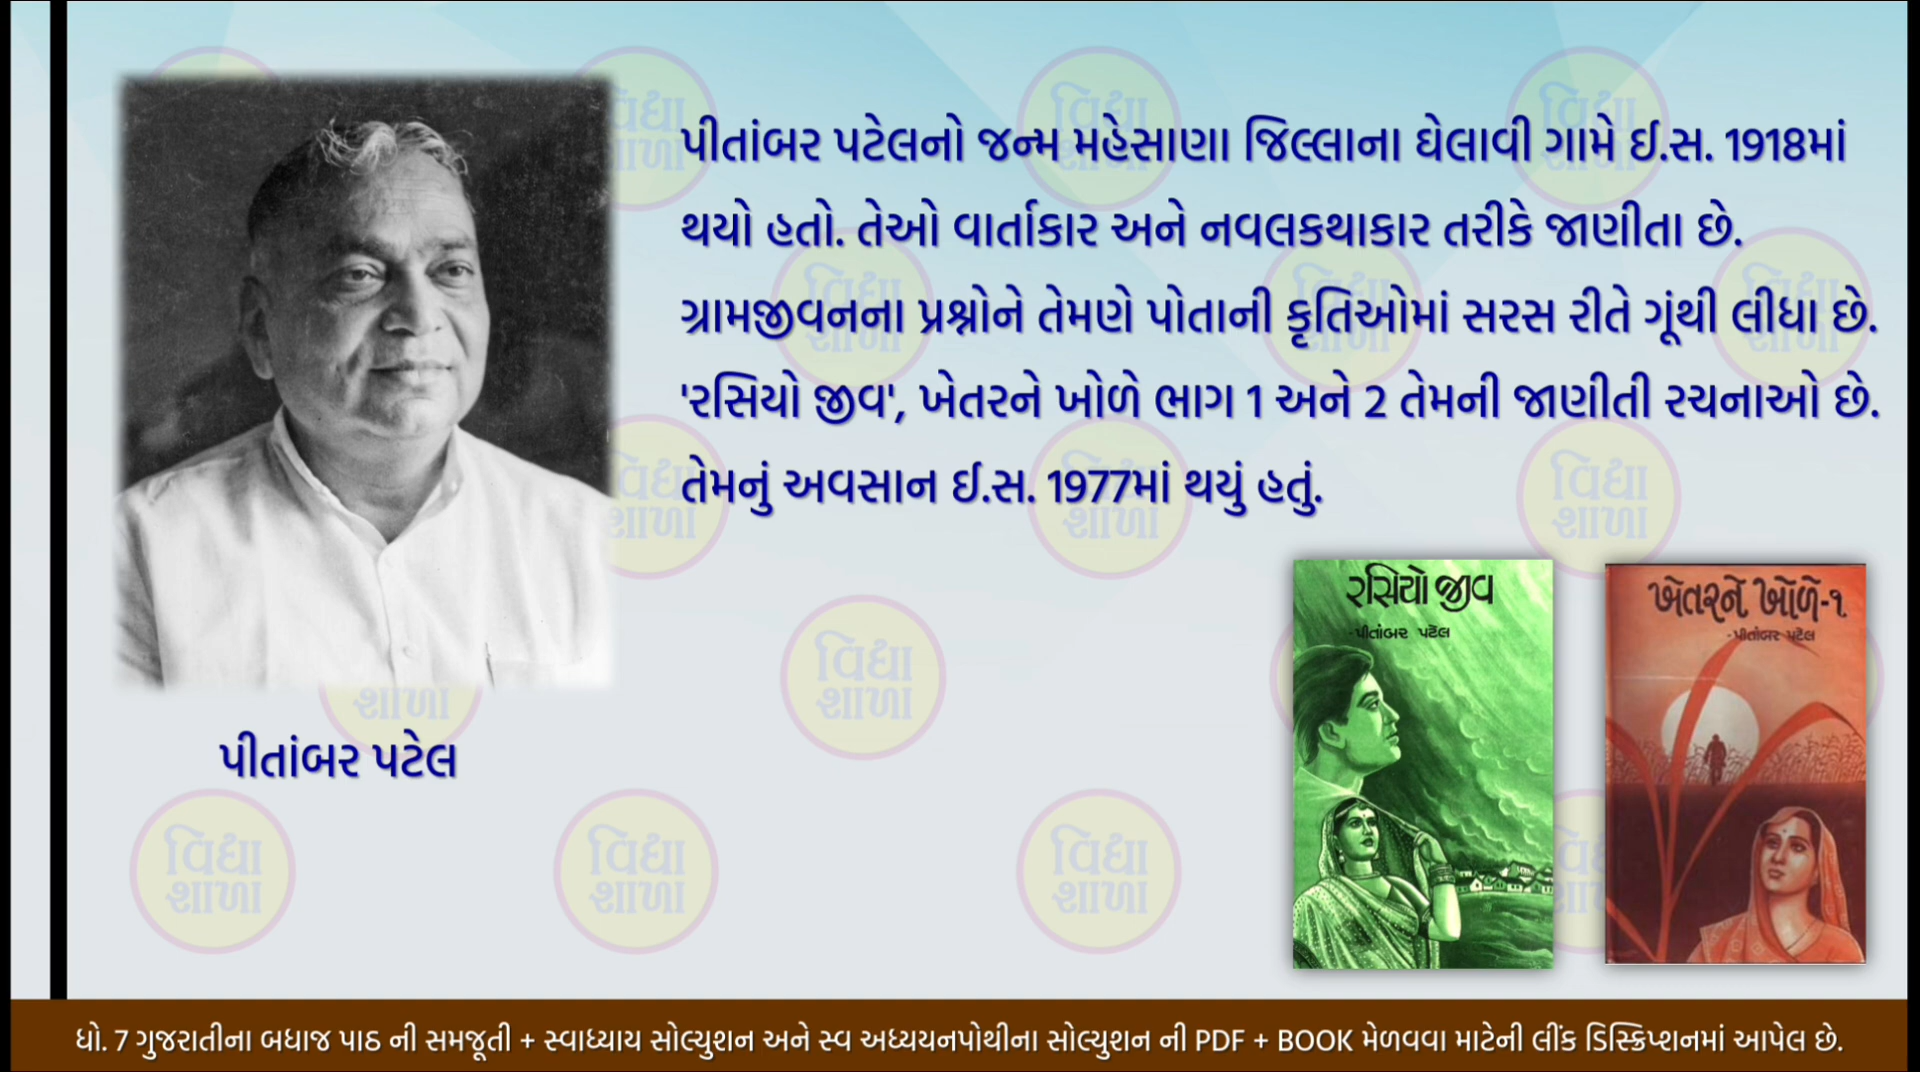 પીતાંબર પટેલનો જન્મ મહેસાણા જિલ્લાના ઘેલાવી ગામે ઈ.સ. 1918માં
થયો હતો. તેઓ વાર્તાકાર અને નવલકથાકાર તરીકે જાણીતા છે.
ગ્રામજીવનના પ્રશ્નોને તેમણે પોતાની કૃતિઓમાં સરસ રીતે ગૂંથી લીધા છે.
'રસિયો જીવ', ખેતરને ખોળે ભાગ 1 અને 2 તેમની જાણીતી રચનાઓ છે.
તેમનું અવસાન ઈ.સ. 1977માં થયું હતું.
પીતાંબર પટેલ
રસિયો જીવ
-પીતાંબર પટેલ
ખેતરને ખોળે-૧
-પીતાંબર પટેલ
વિદ્યા
શાળા
ધો. 7 ગુજરાતીના બધાજ પાઠ ની સમજૂતી + સ્વાધ્યાય સોલ્યુશન અને સ્વ અધ્યયનપોથીના સોલ્યુશન ની PDF + BOOK મેળવવા માટેની લીંક ડિસ્ક્રિપ્શનમાં આપેલ છે.